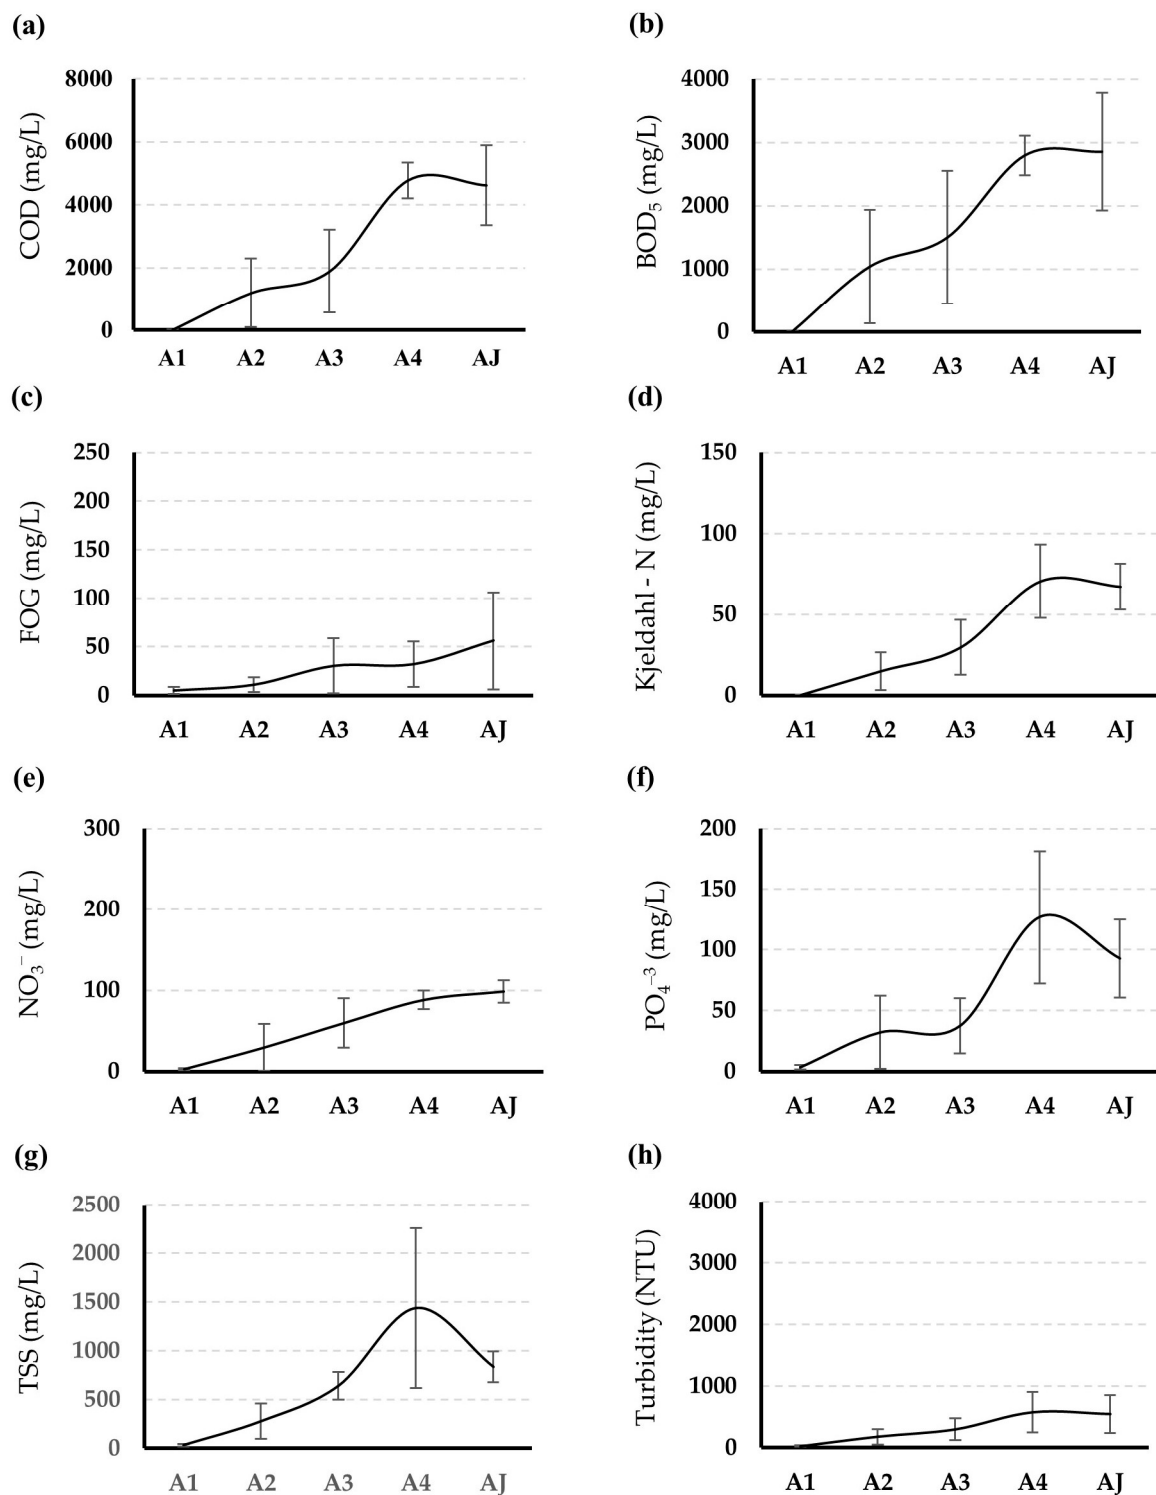 (a)
COD (mg/L)
8000
6000
4000
2000
0
A1 A2 A3 A4 AJ
(b)
BOD₅ (mg/L)
4000
3000
2000
1000
0
A1 A2 A3 A4 AJ
(c)
FOG (mg/L)
250
200
150
100
50
0
A1 A2 A3 A4 AJ
(d)
Kjeldahl - N (mg/L)
150
100
50
0
A1 A2 A3 A4 AJ
(e)
NO₃⁻ (mg/L)
300
200
100
0
A1 A2 A3 A4 AJ
(f)
PO₄⁻³ (mg/L)
200
150
100
50
0
A1 A2 A3 A4 AJ
(g)
TSS (mg/L)
2500
2000
1500
1000
500
0
A1 A2 A3 A4 AJ
(h)
Turbidity (NTU)
4000
3000
2000
1000
0
A1 A2 A3 A4 AJ